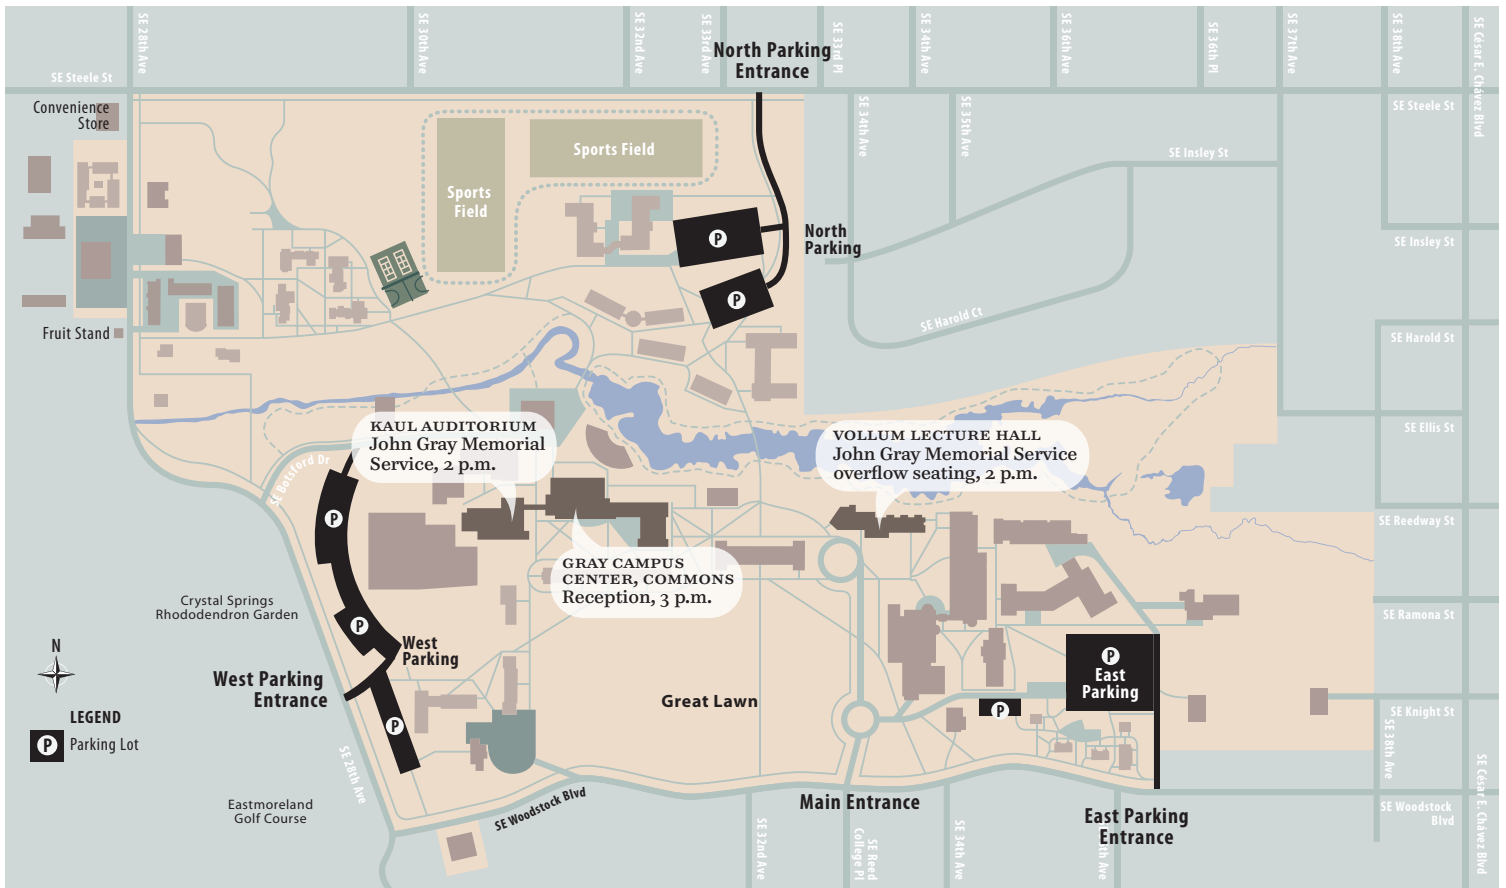 SE 28th Ave
SE 30th Ave
SE 32nd Ave
SE 33rd Ave
SE 33rd Pl
SE 34th Ave
SE 36th Ave
SE 36th Pl
SE 37th Ave
SE 38th Ave
SE César E. Chávez Blvd
North Parking
Entrance
SE Steele St
SE Steele St
Convenience
Store
SE 34th Ave
SE 35th Ave
SE Insley St
Sports Field
Sports
Field
P
North
Parking
SE Insley St
P
SE Harold Ct
Fruit Stand
SE Harold St
KAUL AUDITORIUM
John Gray Memorial
Service, 2 p.m.
VOLLUM LECTURE HALL
John Gray Memorial Service
overflow seating, 2 p.m.
SE Ellis St
SE Botsford Dr
P
SE Reedway St
GRAY CAMPUS
CENTER, COMMONS
Reception, 3 p.m.
Crystal Springs
Rhododendron Garden
P
SE Ramona St
N
West
Parking
West Parking
Entrance
P
East
Parking
Great Lawn
P
SE Knight St
LEGEND
P Parking Lot
P
SE 28th Ave
SE 38th Ave
SE César E. Chávez Blvd
Eastmoreland
Golf Course
SE Woodstock Blvd
Main Entrance
East Parking
Entrance
SE Woodstock
Blvd
SE 32nd Ave
SE Reed
College Pl
SE 34th Ave
Ave